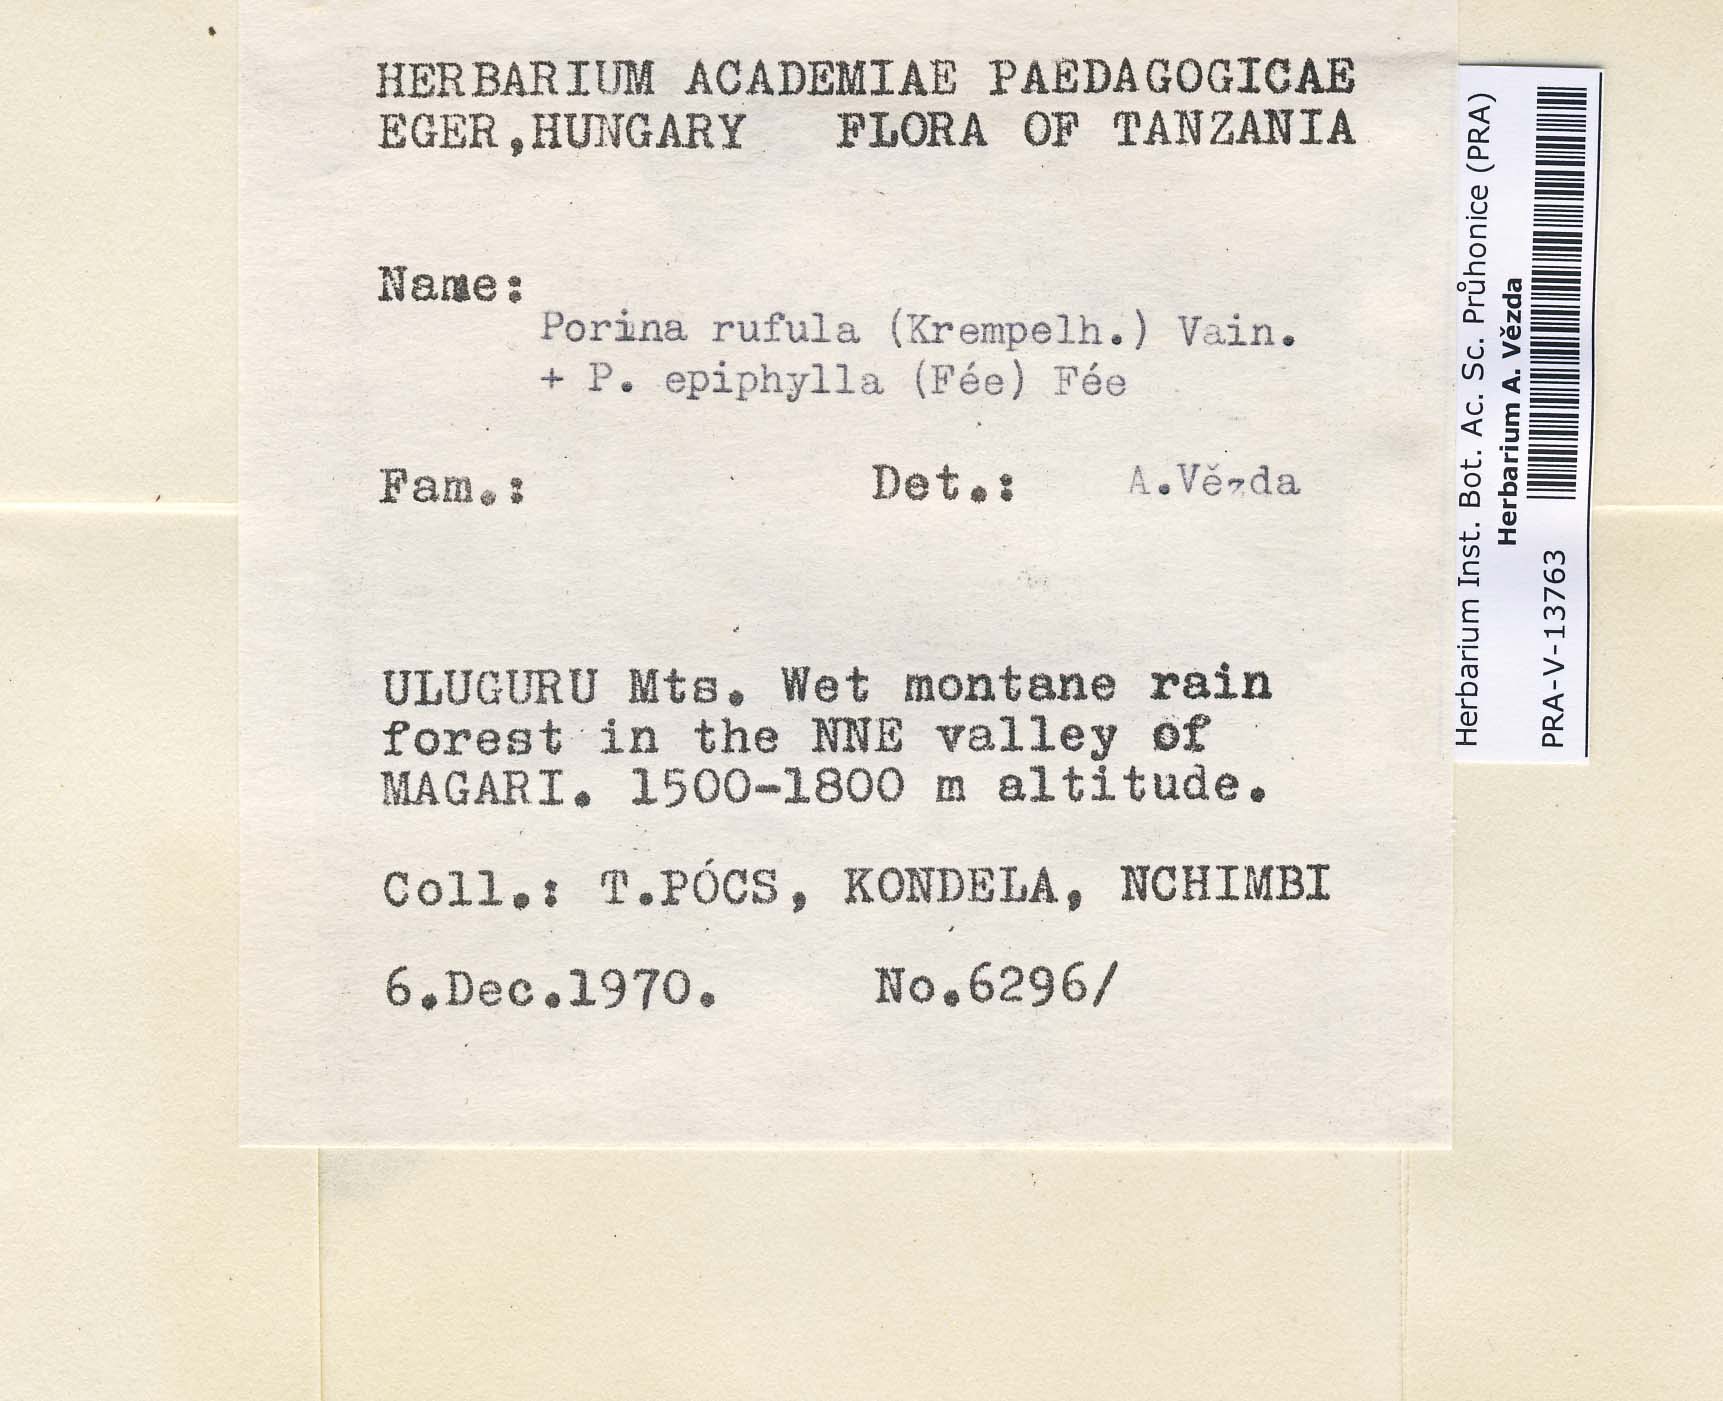 HERBARIUM ACADEMIAE PAEDAGOGICAE
EGER,HUNGARY FLORA OF TANZANIA
Name:
Porina rufula (Krempelh.) Vain.
+ P. epiphylla (Fée) Fée
Fam.: Det.: A.Vězda
ULUGURU Mts. Wet montane rain
forest in the NNE valley of
MAGARI. 1500-1800 m altitude.
Coll.: T.PÓCS, KONDELA, NCHIMBI
6.Dec.1970. No.6296/
Herbarium Inst. Bot. Ac. Sc. Průhonice (PRA)
Herbarium A. Vězda
PRA-V-13763